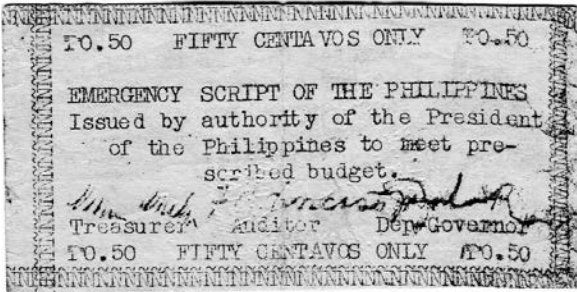 ₱0.50 FIFTY CENTAVOS ONLY ₱0.50
EMERGENCY SCRIPT OF THE PHILIPPINES
Issued by authority of the President
of the Philippines to meet pre-
scribed budget.
Treasurer Auditor Dep-Governor
₱0.50 FIFTY CENTAVOS ONLY ₱0.50